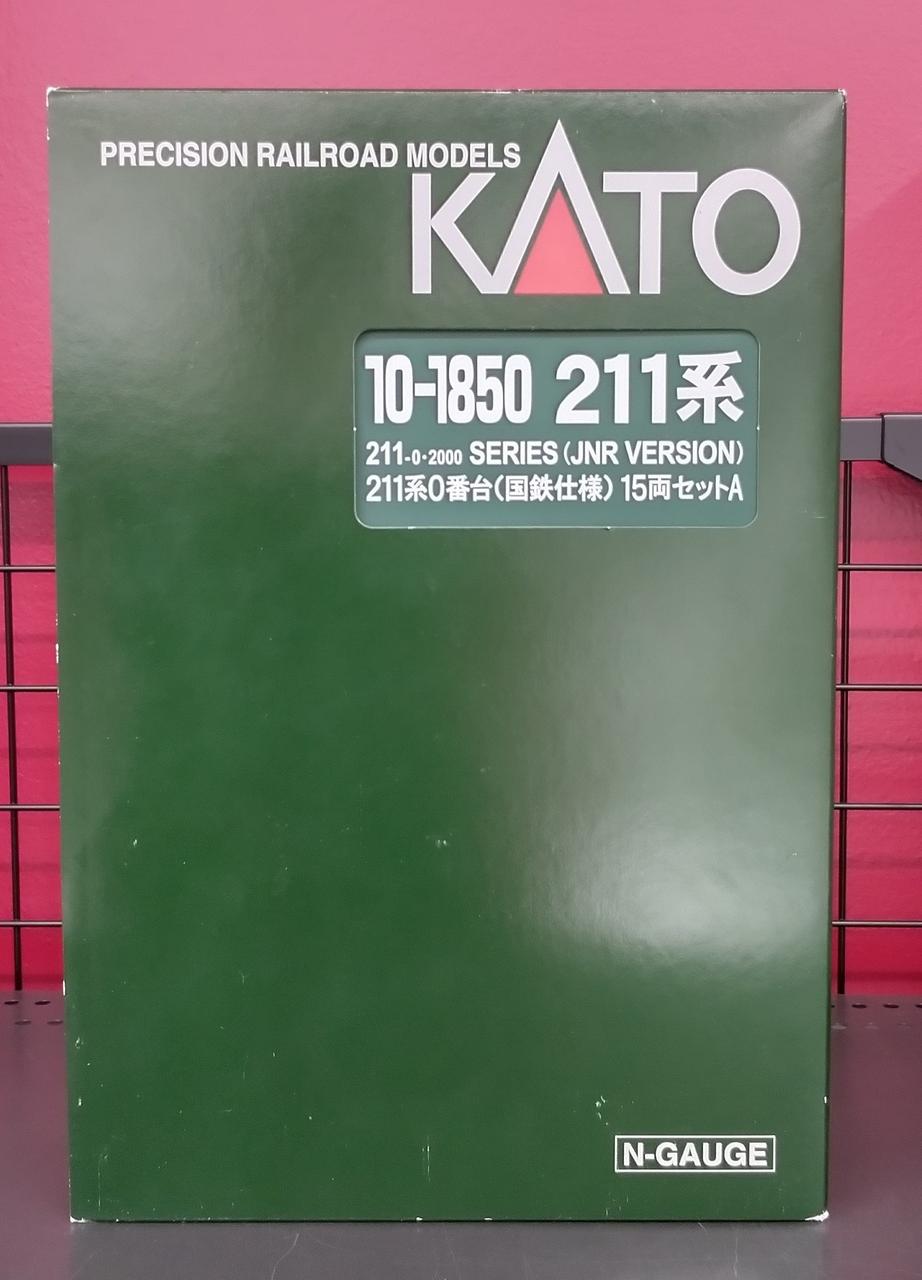 PRECISION RAILROAD MODELS
KATO
10-1850 211系
211-0・2000 SERIES (JNR VERSION)
211系0番台(国鉄仕様) 15両セットA
N-GAUGE